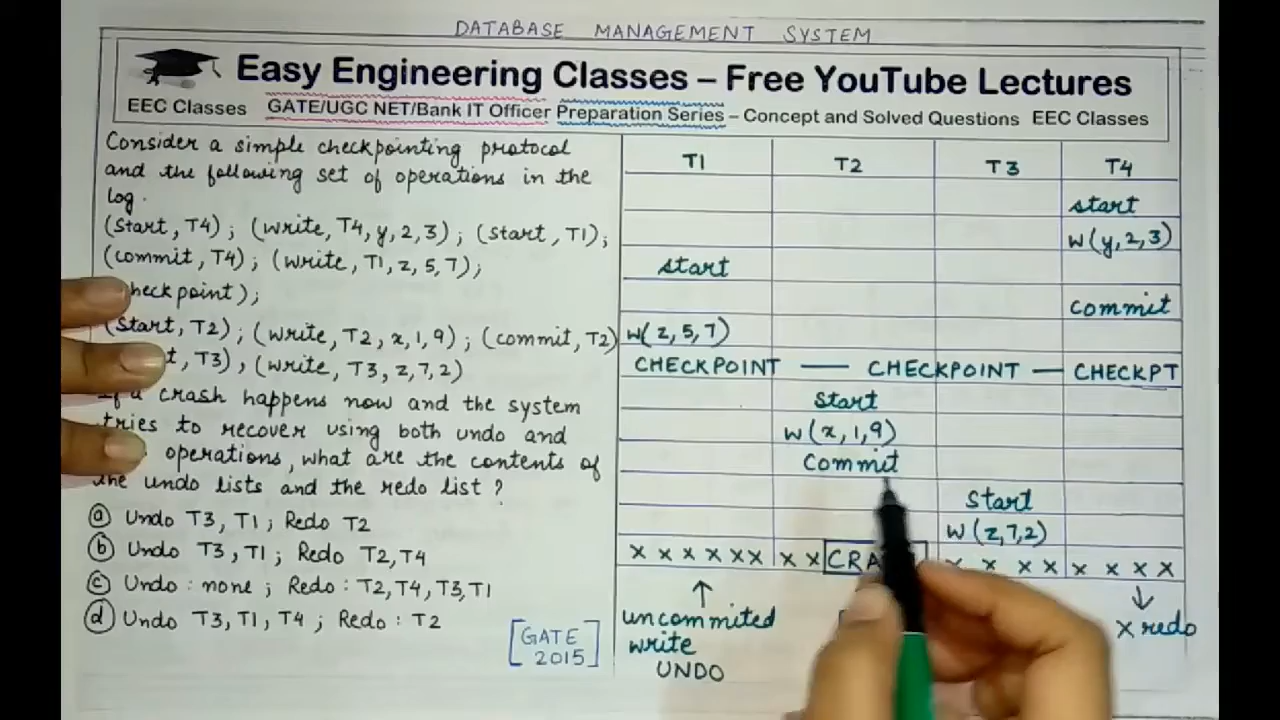 DATABASE MANAGEMENT SYSTEM
Easy Engineering Classes – Free YouTube Lectures
EEC Classes GATE/UGC NET/Bank IT Officer Preparation Series – Concept and Solved Questions EEC Classes
Consider a simple checkpointing protocol
and the following set of operations in the
log.
(Start, T4); (write, T4, y, 2, 3); (start, T1);
(commit, T4); (write, T1, z, 5, 7);
heckpoint);
(Start, T2); (write, T2, x, 1, 9); (commit, T2)
t, T3), (write, T3, z, 7, 2)
If a crash happens now and the system
tries to recover using both undo and
operations, what are the contents of
the undo lists and the redo list ?
(a) Undo T3, T1; Redo T2
(b) Undo T3, T1; Redo T2, T4
(c) Undo : none; Redo : T2, T4, T3, T1
(d) Undo T3, T1, T4 ; Redo : T2
[GATE
2015]
T1 T2 T3 T4
start
w(y,2,3)
start
commit
w(z,5,7)
CHECKPOINT — CHECKPOINT — CHECKPT
Start
w(x,1,9)
Commit
Start
w(z,7,2)
x x x x x x x x CRA x x x x x x x x
uncommited
write
UNDO
x redo